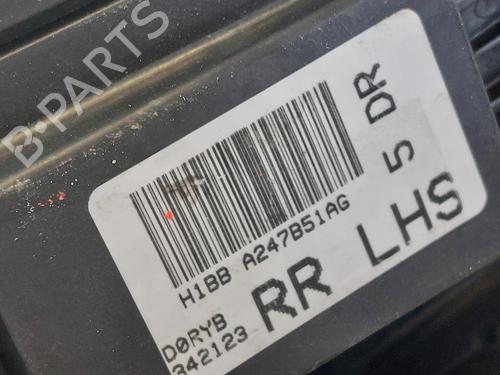 B-PARTS
5 DR
H1BB A247B51AG
RR LHS
D0RYB
342123